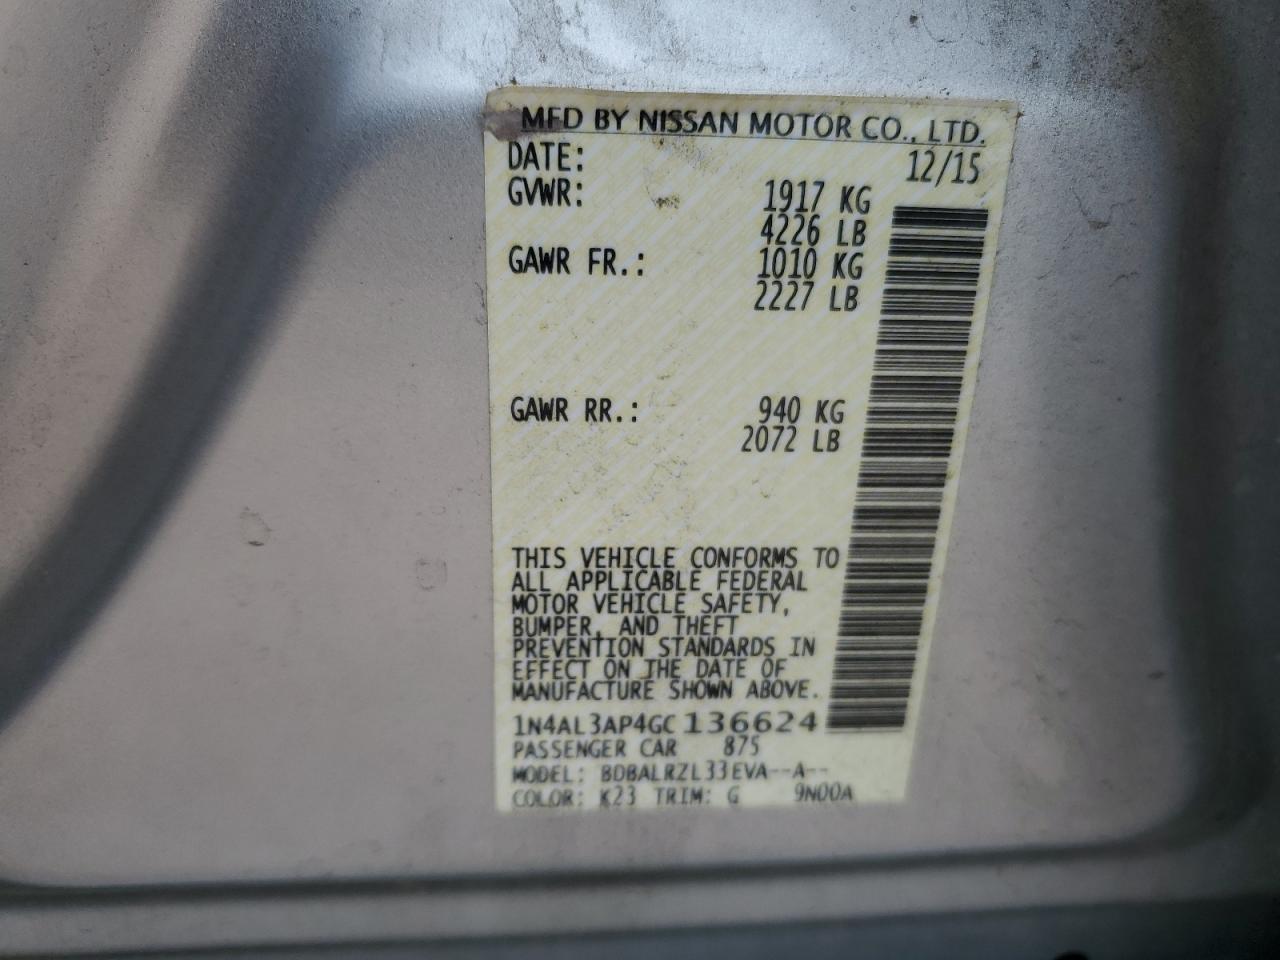 MFD BY NISSAN MOTOR CO., LTD.
DATE: 12/15
GVWR: 1917 KG
4226 LB
GAWR FR.: 1010 KG
2227 LB
GAWR RR.: 940 KG
2072 LB
THIS VEHICLE CONFORMS TO
ALL APPLICABLE FEDERAL
MOTOR VEHICLE SAFETY,
BUMPER, AND THEFT
PREVENTION STANDARDS IN
EFFECT ON THE DATE OF
MANUFACTURE SHOWN ABOVE.
1N4AL3AP4GC136624
PASSENGER CAR 875
MODEL: BDBALRZL33EVA--A--
COLOR: K23 TRIM: G 9N00A